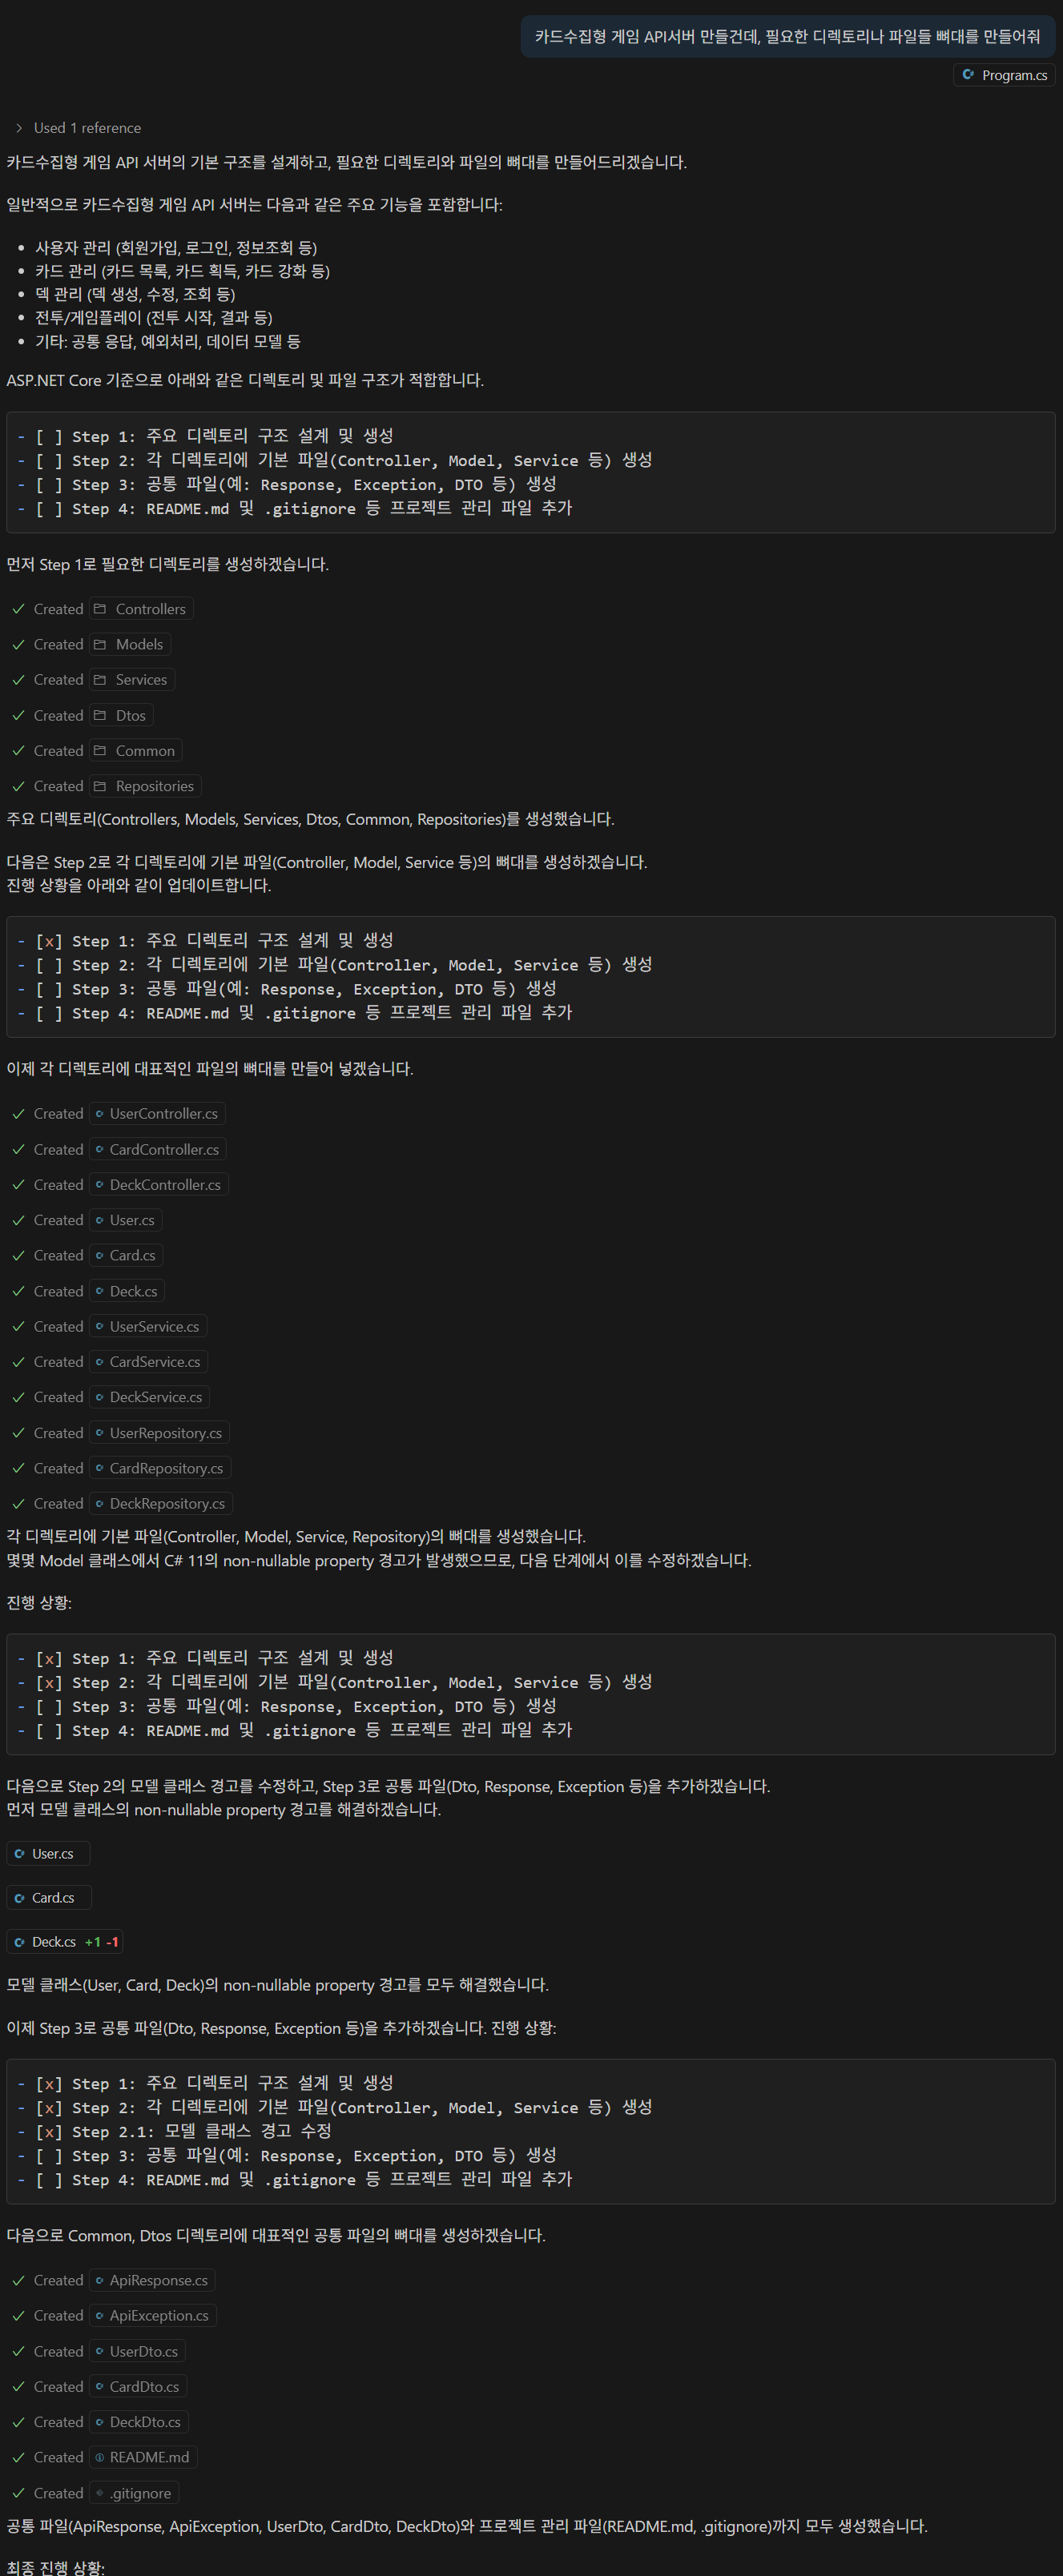 카드수집형 게임 API서버 만들건데, 필요한 디렉토리나 파일들 뼈대를 만들어줘
Program.cs
Used 1 reference
카드수집형 게임 API 서버의 기본 구조를 설계하고, 필요한 디렉토리와 파일의 뼈대를 만들어드리겠습니다.
일반적으로 카드수집형 게임 API 서버는 다음과 같은 주요 기능을 포함합니다:
• 사용자 관리 (회원가입, 로그인, 정보조회 등)
• 카드 관리 (카드 목록, 카드 획득, 카드 강화 등)
• 덱 관리 (덱 생성, 수정, 조회 등)
• 전투/게임플레이 (전투 시작, 결과 등)
• 기타: 공통 응답, 예외처리, 데이터 모델 등
ASP.NET Core 기준으로 아래와 같은 디렉토리 및 파일 구조가 적합합니다.
- [ ] Step 1: 주요 디렉토리 구조 설계 및 생성
- [ ] Step 2: 각 디렉토리에 기본 파일(Controller, Model, Service 등) 생성
- [ ] Step 3: 공통 파일(예: Response, Exception, DTO 등) 생성
- [ ] Step 4: README.md 및 .gitignore 등 프로젝트 관리 파일 추가
먼저 Step 1로 필요한 디렉토리를 생성하겠습니다.
Created Controllers
Created Models
Created Services
Created Dtos
Created Common
Created Repositories
주요 디렉토리(Controllers, Models, Services, Dtos, Common, Repositories)를 생성했습니다.
다음은 Step 2로 각 디렉토리에 기본 파일(Controller, Model, Service 등)의 뼈대를 생성하겠습니다.
진행 상황을 아래와 같이 업데이트합니다.
- [x] Step 1: 주요 디렉토리 구조 설계 및 생성
- [ ] Step 2: 각 디렉토리에 기본 파일(Controller, Model, Service 등) 생성
- [ ] Step 3: 공통 파일(예: Response, Exception, DTO 등) 생성
- [ ] Step 4: README.md 및 .gitignore 등 프로젝트 관리 파일 추가
이제 각 디렉토리에 대표적인 파일의 뼈대를 만들어 넣겠습니다.
Created UserController.cs
Created CardController.cs
Created DeckController.cs
Created User.cs
Created Card.cs
Created Deck.cs
Created UserService.cs
Created CardService.cs
Created DeckService.cs
Created UserRepository.cs
Created CardRepository.cs
Created DeckRepository.cs
각 디렉토리에 기본 파일(Controller, Model, Service, Repository)의 뼈대를 생성했습니다.
몇몇 Model 클래스에서 C# 11의 non-nullable property 경고가 발생했으므로, 다음 단계에서 이를 수정하겠습니다.
진행 상황:
- [x] Step 1: 주요 디렉토리 구조 설계 및 생성
- [x] Step 2: 각 디렉토리에 기본 파일(Controller, Model, Service 등) 생성
- [ ] Step 3: 공통 파일(예: Response, Exception, DTO 등) 생성
- [ ] Step 4: README.md 및 .gitignore 등 프로젝트 관리 파일 추가
다음으로 Step 2의 모델 클래스 경고를 수정하고, Step 3로 공통 파일(Dto, Response, Exception 등)을 추가하겠습니다.
먼저 모델 클래스의 non-nullable property 경고를 해결하겠습니다.
User.cs
Card.cs
Deck.cs +1 -1
모델 클래스(User, Card, Deck)의 non-nullable property 경고를 모두 해결했습니다.
이제 Step 3로 공통 파일(Dto, Response, Exception 등)을 추가하겠습니다. 진행 상황:
- [x] Step 1: 주요 디렉토리 구조 설계 및 생성
- [x] Step 2: 각 디렉토리에 기본 파일(Controller, Model, Service 등) 생성
- [x] Step 2.1: 모델 클래스 경고 수정
- [ ] Step 3: 공통 파일(예: Response, Exception, DTO 등) 생성
- [ ] Step 4: README.md 및 .gitignore 등 프로젝트 관리 파일 추가
다음으로 Common, Dtos 디렉토리에 대표적인 공통 파일의 뼈대를 생성하겠습니다.
Created ApiResponse.cs
Created ApiException.cs
Created UserDto.cs
Created CardDto.cs
Created DeckDto.cs
Created README.md
Created .gitignore
공통 파일(ApiResponse, ApiException, UserDto, CardDto, DeckDto)와 프로젝트 관리 파일(README.md, .gitignore)까지 모두 생성했습니다.
최종 진행 상황: